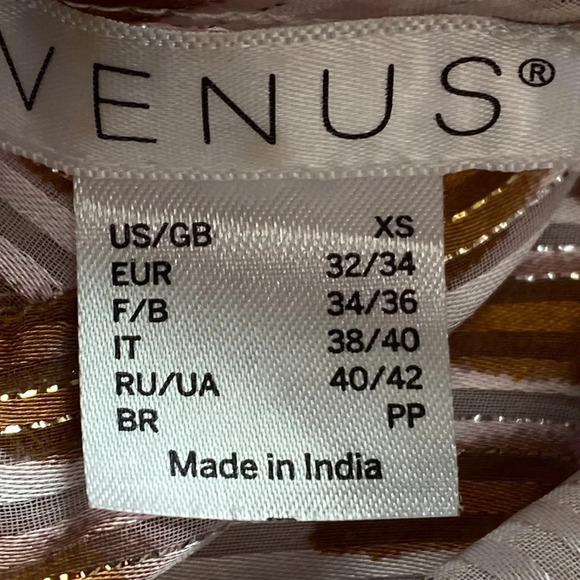 VENUS®
US/GB XS
EUR 32/34
F/B 34/36
IT 38/40
RU/UA 40/42
BR PP
Made in India